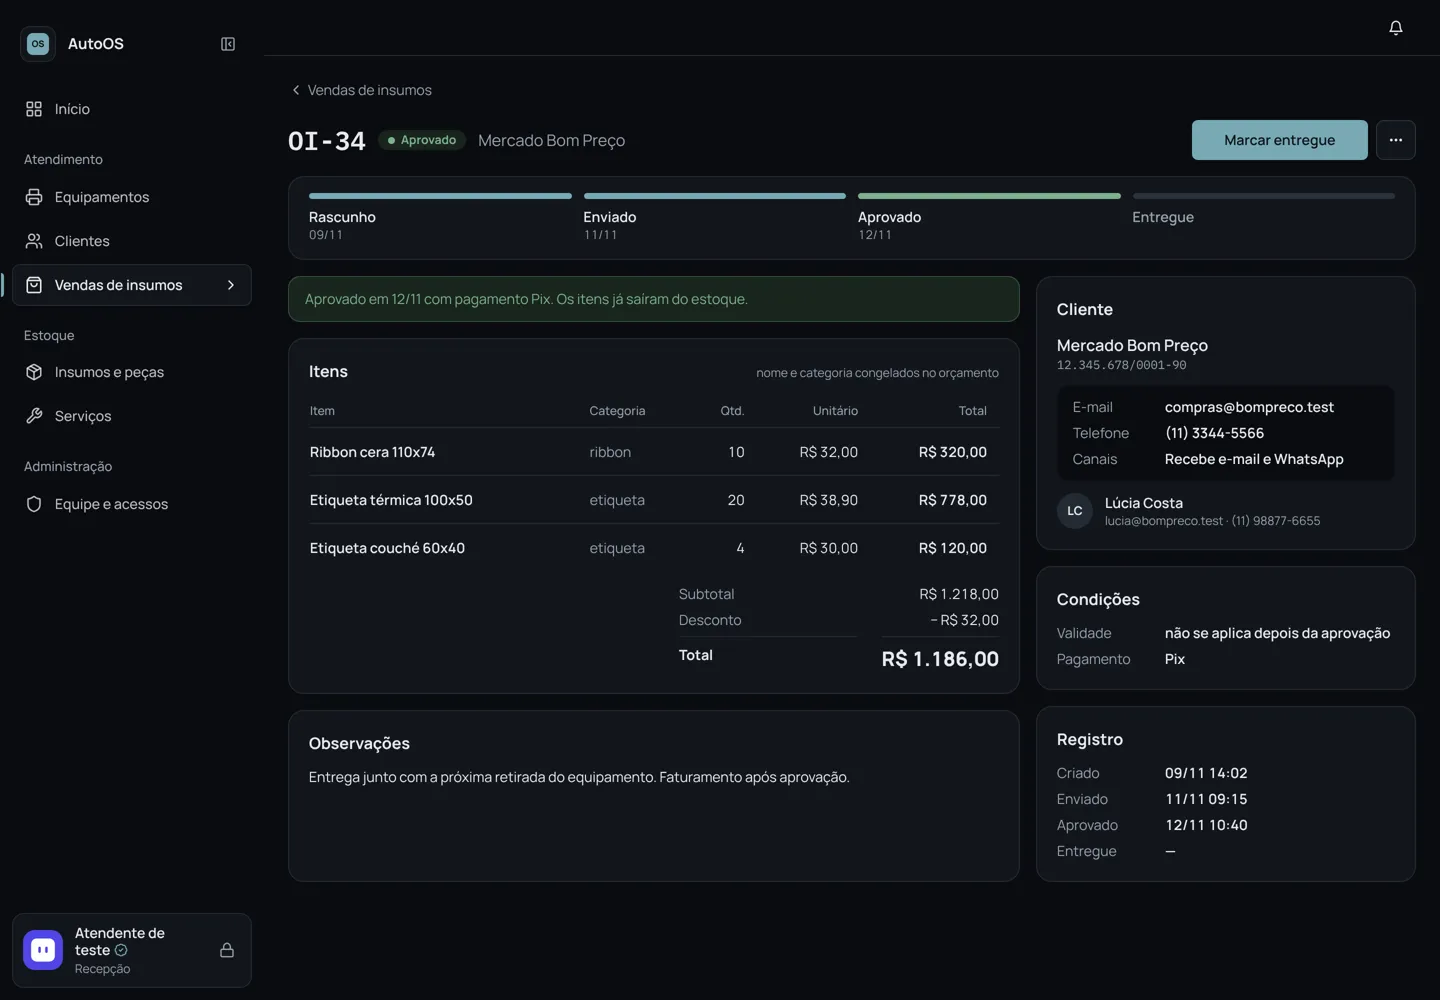 OS
AutoOS
Início
Atendimento
Equipamentos
Clientes
Vendas de insumos
Estoque
Insumos e peças
Serviços
Administração
Equipe e acessos
Atendente de
teste
Recepção
Vendas de insumos
OI-34
Aprovado
Mercado Bom Preço
Marcar entregue
Rascunho
09/11
Enviado
11/11
Aprovado
12/11
Entregue
Aprovado em 12/11 com pagamento Pix. Os itens já saíram do estoque.
Itens
nome e categoria congelados no orçamento
Item Categoria Qtd. Unitário Total
Ribbon cera 110x74 ribbon 10 R$ 32,00 R$ 320,00
Etiqueta térmica 100x50 etiqueta 20 R$ 38,90 R$ 778,00
Etiqueta couché 60x40 etiqueta 4 R$ 30,00 R$ 120,00
Subtotal R$ 1.218,00
Desconto − R$ 32,00
Total R$ 1.186,00
Observações
Entrega junto com a próxima retirada do equipamento. Faturamento após aprovação.
Cliente
Mercado Bom Preço
12.345.678/0001-90
E-mail compras@bompreco.test
Telefone (11) 3344-5566
Canais Recebe e-mail e WhatsApp
LC
Lúcia Costa
lucia@bompreco.test · (11) 98877-6655
Condições
Validade não se aplica depois da aprovação
Pagamento Pix
Registro
Criado 09/11 14:02
Enviado 11/11 09:15
Aprovado 12/11 10:40
Entregue —